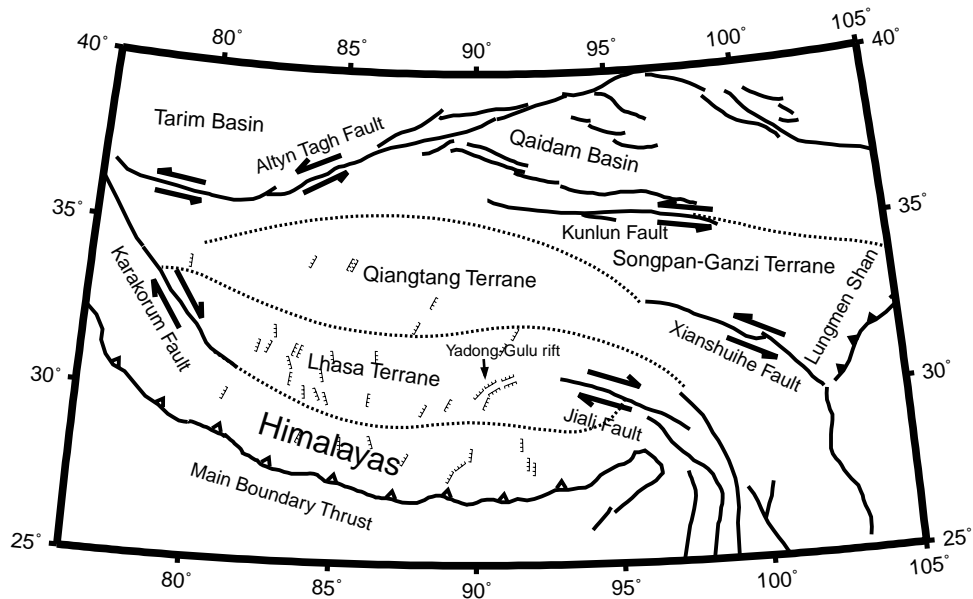 80° 85° 90° 95° 100° 105°
40° 40°
Tarim Basin
Altyn Tagh Fault
Qaidam Basin
35° 35°
Kunlun Fault
Songpan-Ganzi Terrane
Qiangtang Terrane
Karakorum Fault
Lungmen Shan
Xianshuihe Fault
Yadong-Gulu rift
Lhasa Terrane
30° 30°
Jiali Fault
Himalayas
Main Boundary Thrust
25° 25°
80° 85° 90° 95° 100° 105°